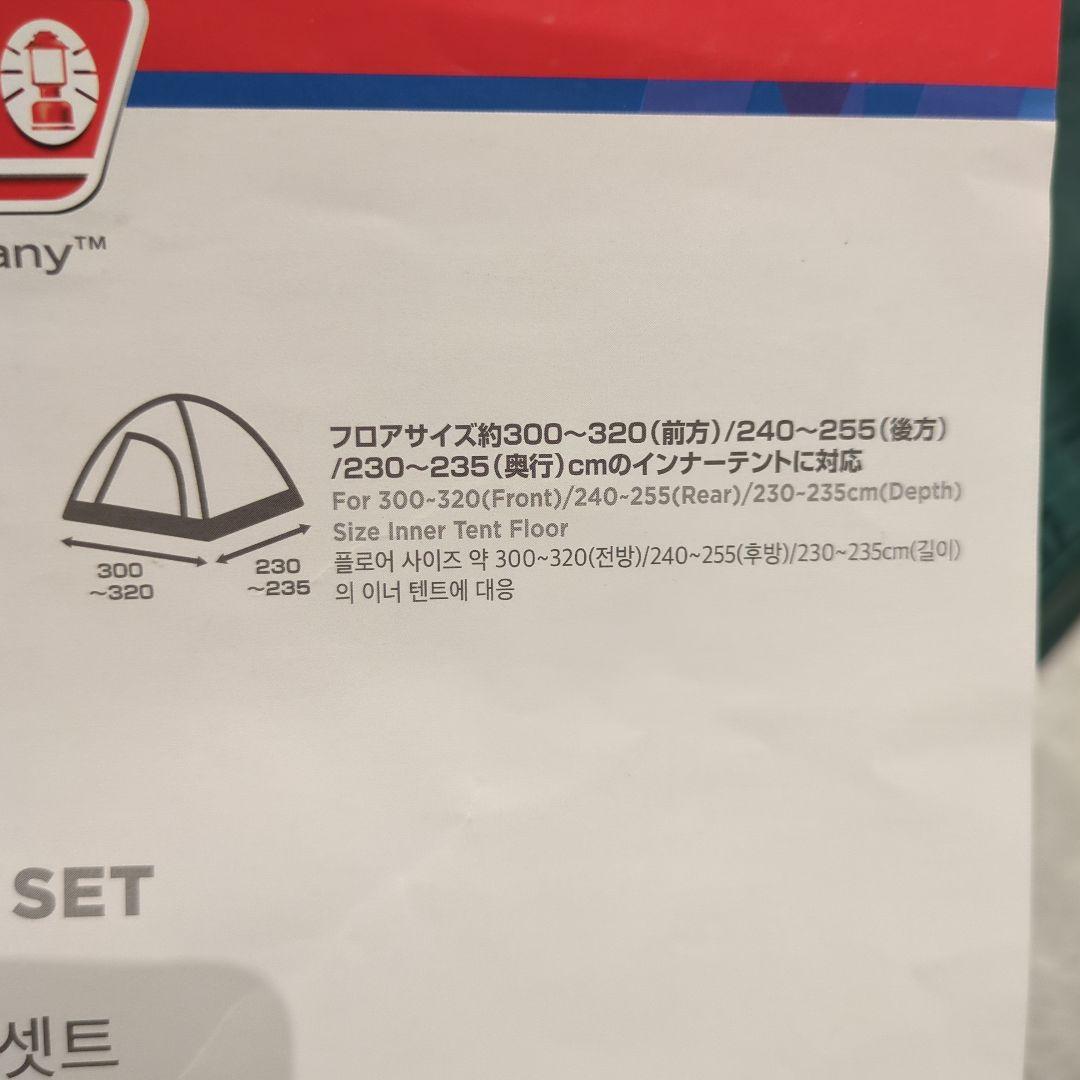 any™
フロアサイズ約300～320(前方)/240～255(後方)
/230～235(奥行)cmのインナーテントに対応
For 300~320(Front)/240~255(Rear)/230~235cm(Depth)
Size Inner Tent Floor
플로어 사이즈 약 300~320(전방)/240~255(후방)/230~235cm(길이)
의 이너 텐트에 대응
300
～320
230
～235
SET
셋트